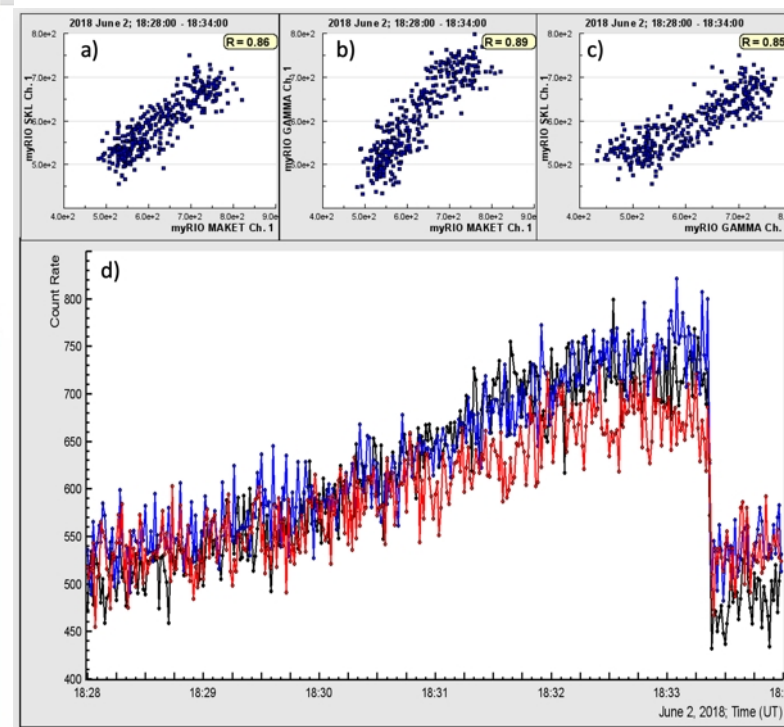 2018 June 2; 18:28:00 - 18:34:00
a)
R = 0.86
8.0e+2
7.0e+2
6.0e+2
5.0e+2
myRIO SKL Ch. 1
4.0e+2 5.0e+2 6.0e+2 7.0e+2 8.0e+2 9.0e
myRIO MAKET Ch. 1
2018 June 2; 18:28:00 - 18:34:00
b)
R = 0.89
8.0e+2
7.0e+2
6.0e+2
5.0e+2
myRIO GAMMA Ch. 1
4.0e+2 5.0e+2 6.0e+2 7.0e+2 8.0e+2 9.0e
myRIO MAKET Ch. 1
2018 June 2; 18:28:00 - 18:34:00
c)
R = 0.85
8.0e+2
7.0e+2
6.0e+2
5.0e+2
myRIO SKL Ch. 1
4.0e+2 5.0e+2 6.0e+2 7.0e+2
myRIO GAMMA Ch.
d)
Count Rate
800
750
700
650
600
550
500
450
400
18:28 18:29 18:30 18:31 18:32 18:33 18:
June 2, 2018; Time (UT)